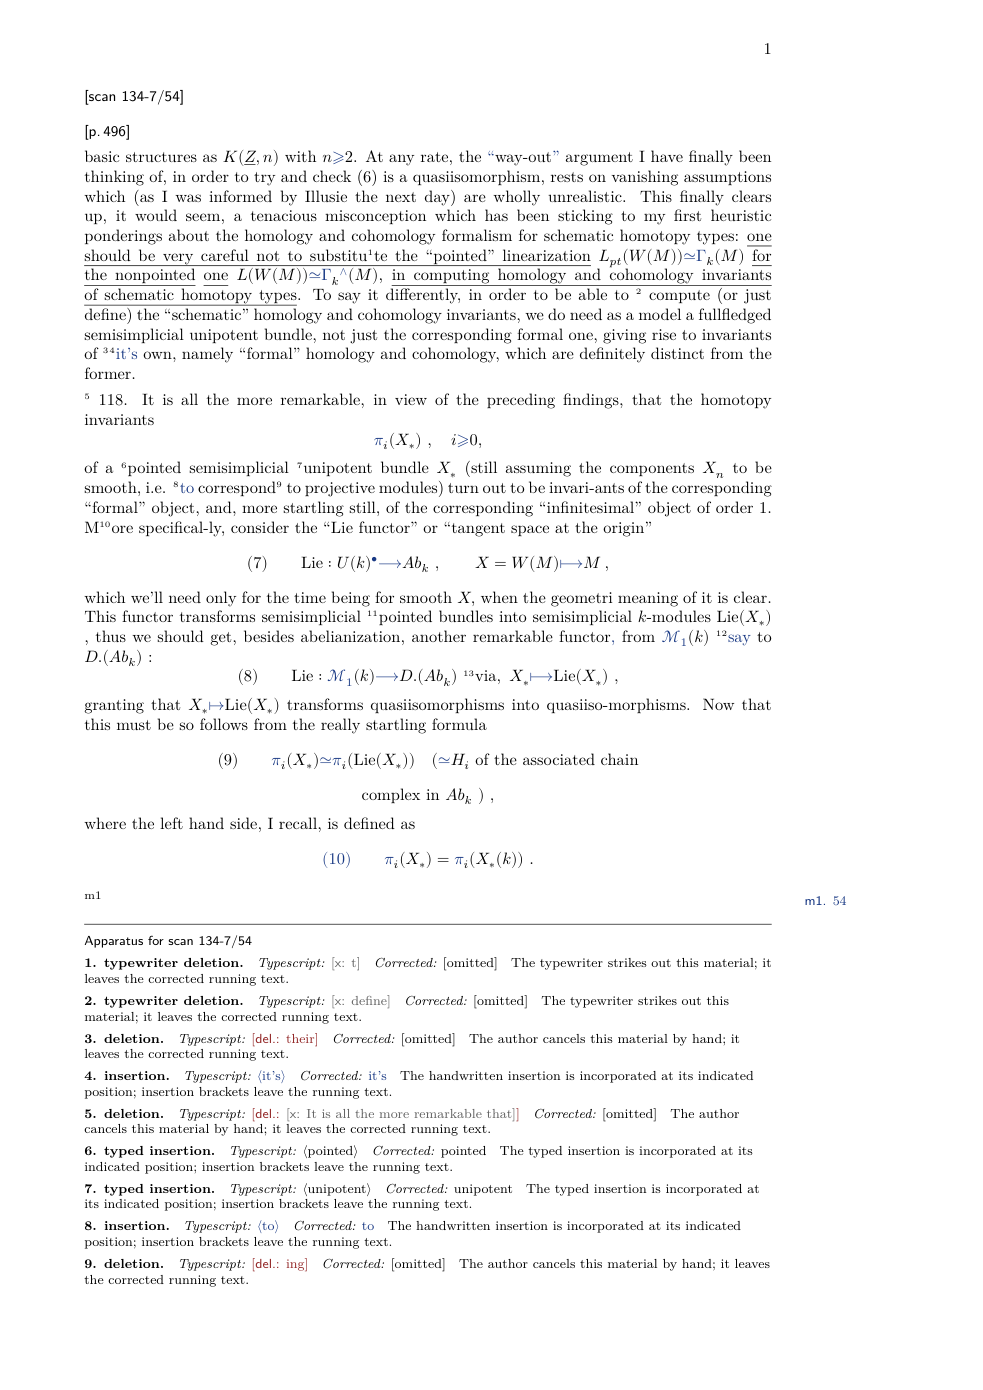 1
[scan 134-7/54]
[p. 496]
basic structures as K(Z, n) with n⩾2. At any rate, the “way-out” argument I have finally been
thinking of, in order to try and check (6) is a quasiisomorphism, rests on vanishing assumptions
which (as I was informed by Illusie the next day) are wholly unrealistic. This finally clears
up, it would seem, a tenacious misconception which has been sticking to my first heuristic
ponderings about the homology and cohomology formalism for schematic homotopy types: one
should be very careful not to substitu¹te the “pointed” linearization Lₚₜ(W(M))≃Γₖ(M) for
the nonpointed one L(W(M))≃Γₖ^(M), in computing homology and cohomology invariants
of schematic homotopy types. To say it differently, in order to be able to ² compute (or just
define) the “schematic” homology and cohomology invariants, we do need as a model a fullfledged
semisimplicial unipotent bundle, not just the corresponding formal one, giving rise to invariants
of ³⁴it’s own, namely “formal” homology and cohomology, which are definitely distinct from the
former.
⁵ 118. It is all the more remarkable, in view of the preceding findings, that the homotopy
invariants
πᵢ(X₎) , i⩾0,
of a ⁶pointed semisimplicial ⁷unipotent bundle X_* (still assuming the components Xₙ to be
smooth, i.e. ⁸to correspond⁹ to projective modules) turn out to be invari-ants of the corresponding
“formal” object, and, more startling still, of the corresponding “infinitesimal” object of order 1.
M¹⁰ore specifical-ly, consider the “Lie functor” or “tangent space at the origin”
(7) Lie : U(k)•⟶Abₖ , X = W(M)⟼M ,
which we’ll need only for the time being for smooth X, when the geometri meaning of it is clear.
This functor transforms semisimplicial ¹¹pointed bundles into semisimplicial k-modules Lie(X_*)
, thus we should get, besides abelianization, another remarkable functor, from ℳ₁(k) ¹²say to
D.(Abₖ) :
(8) Lie : ℳ₁(k)⟶D.(Abₖ) ¹³via, X_*⟼Lie(X_*) ,
granting that X_*↦Lie(X_*) transforms quasiisomorphisms into quasiiso-morphisms. Now that
this must be so follows from the really startling formula
(9) πᵢ(X_*)≃πᵢ(Lie(X_*)) (≃Hᵢ of the associated chain
complex in Abₖ ) ,
where the left hand side, I recall, is defined as
(10) πᵢ(X_*) = πᵢ(X_*(k)) .
m1
m1. 54
Apparatus for scan 134-7/54
1. typewriter deletion. Typescript: [x: t] Corrected: [omitted] The typewriter strikes out this material; it
leaves the corrected running text.
2. typewriter deletion. Typescript: [x: define] Corrected: [omitted] The typewriter strikes out this
material; it leaves the corrected running text.
3. deletion. Typescript: [del.: their] Corrected: [omitted] The author cancels this material by hand; it
leaves the corrected running text.
4. insertion. Typescript: ⟨it’s⟩ Corrected: it’s The handwritten insertion is incorporated at its indicated
position; insertion brackets leave the running text.
5. deletion. Typescript: [del.: [x: It is all the more remarkable that]] Corrected: [omitted] The author
cancels this material by hand; it leaves the corrected running text.
6. typed insertion. Typescript: ⟨pointed⟩ Corrected: pointed The typed insertion is incorporated at its
indicated position; insertion brackets leave the running text.
7. typed insertion. Typescript: ⟨unipotent⟩ Corrected: unipotent The typed insertion is incorporated at
its indicated position; insertion brackets leave the running text.
8. insertion. Typescript: ⟨to⟩ Corrected: to The handwritten insertion is incorporated at its indicated
position; insertion brackets leave the running text.
9. deletion. Typescript: [del.: ing] Corrected: [omitted] The author cancels this material by hand; it leaves
the corrected running text.